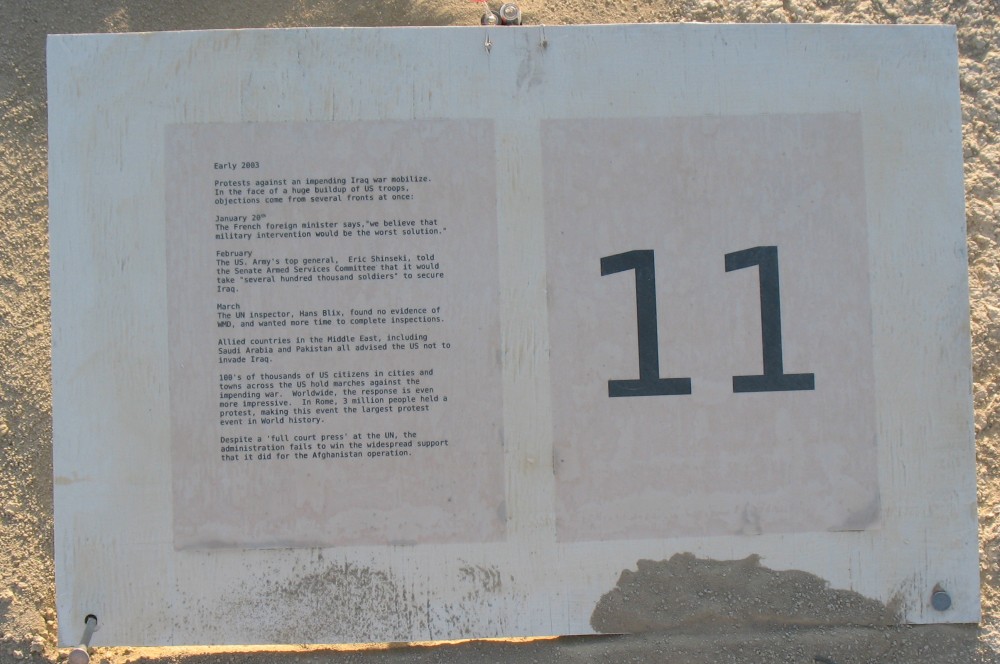 Early 2003
Protests against an impending Iraq war mobilize.
In the face of a huge buildup of US troops,
objections come from several fronts at once:
January 20th
The French foreign minister says,"we believe that
military intervention would be the worst solution."
February
The US. Army's top general,  Eric Shinseki, told
the Senate Armed Services Committee that it would
take "several hundred thousand soldiers" to secure
Iraq.
March
The UN inspector, Hans Blix, found no evidence of
WMD, and wanted more time to complete inspections.
Allied countries in the Middle East, including
Saudi Arabia and Pakistan all advised the US not to
invade Iraq.
100's of thousands of US citizens in cities and
towns across the US hold marches against the
impending war.  Worldwide, the response is even
more impressive.  In Rome, 3 million people held a
protest, making this event the largest protest
event in World history.
Despite a 'full court press' at the UN, the
administration fails to win the widespread support
that it did for the Afghanistan operation.
11